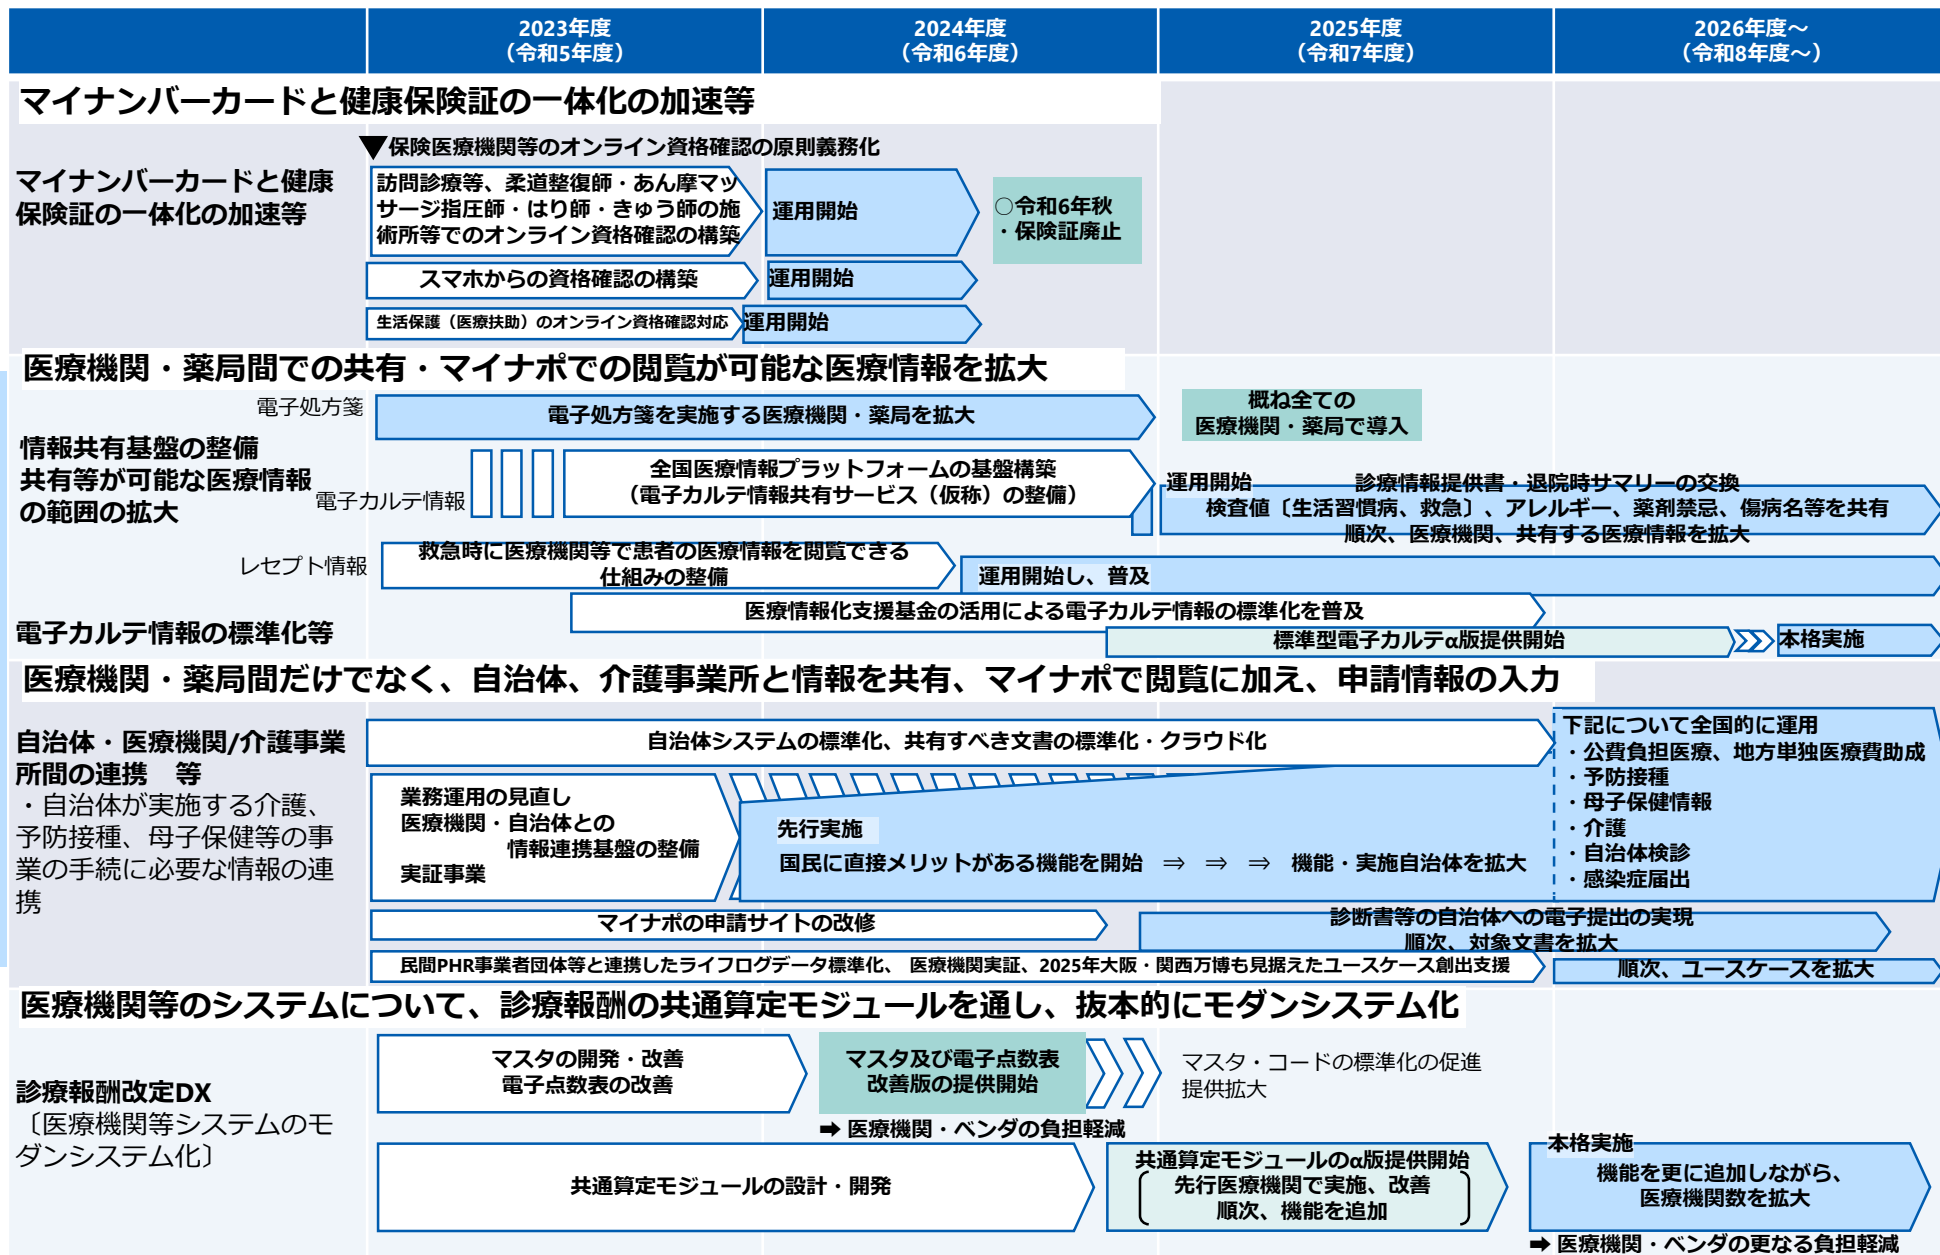 2023年度
（令和5年度）
2024年度
（令和6年度）
2025年度
（令和7年度）
2026年度～
（令和8年度～）
マイナンバーカードと健康保険証の一体化の加速等
マイナンバーカードと健康
保険証の一体化の加速等
▼保険医療機関等のオンライン資格確認の原則義務化
訪問診療等、柔道整復師・あん摩マッ
サージ指圧師・はり師・きゅう師の施
術所等でのオンライン資格確認の構築
運用開始
○令和6年秋
・保険証廃止
スマホからの資格確認の構築
運用開始
生活保護（医療扶助）のオンライン資格確認対応
運用開始
医療機関・薬局間での共有・マイナポでの閲覧が可能な医療情報を拡大
電子処方箋
電子処方箋を実施する医療機関・薬局を拡大
概ね全ての
医療機関・薬局で導入
情報共有基盤の整備
共有等が可能な医療情報
の範囲の拡大
電子カルテ情報
全国医療情報プラットフォームの基盤構築
（電子カルテ情報共有サービス（仮称）の整備）
運用開始
診療情報提供書・退院時サマリーの交換
検査値〔生活習慣病、救急〕、アレルギー、薬剤禁忌、傷病名等を共有
順次、医療機関、共有する医療情報を拡大
レセプト情報
救急時に医療機関等で患者の医療情報を閲覧できる
仕組みの整備
運用開始し、普及
電子カルテ情報の標準化等
医療情報化支援基金の活用による電子カルテ情報の標準化を普及
標準型電子カルテα版提供開始
本格実施
医療機関・薬局間だけでなく、自治体、介護事業所と情報を共有、マイナポで閲覧に加え、申請情報の入力
自治体・医療機関/介護事業
所間の連携　等
・自治体が実施する介護、
予防接種、母子保健等の事
業の手続に必要な情報の連
携
自治体システムの標準化、共有すべき文書の標準化・クラウド化
業務運用の見直し
医療機関・自治体との
情報連携基盤の整備
実証事業
先行実施
国民に直接メリットがある機能を開始　⇒　⇒　⇒　機能・実施自治体を拡大
下記について全国的に運用
・公費負担医療、地方単独医療費助成
・予防接種
・母子保健情報
・介護
・自治体検診
・感染症届出
マイナポの申請サイトの改修
診断書等の自治体への電子提出の実現
順次、対象文書を拡大
民間PHR事業者団体等と連携したライフログデータ標準化、 医療機関実証、2025年大阪・関西万博も見据えたユースケース創出支援
順次、ユースケースを拡大
医療機関等のシステムについて、診療報酬の共通算定モジュールを通し、抜本的にモダンシステム化
診療報酬改定DX
〔医療機関等システムのモ
ダンシステム化〕
マスタの開発・改善
電子点数表の改善
マスタ及び電子点数表
改善版の提供開始
マスタ・コードの標準化の促進
提供拡大
➡ 医療機関・ベンダの負担軽減
共通算定モジュールの設計・開発
共通算定モジュールのα版提供開始
先行医療機関で実施、改善
順次、機能を追加
本格実施
機能を更に追加しながら、
医療機関数を拡大
➡ 医療機関・ベンダの更なる負担軽減